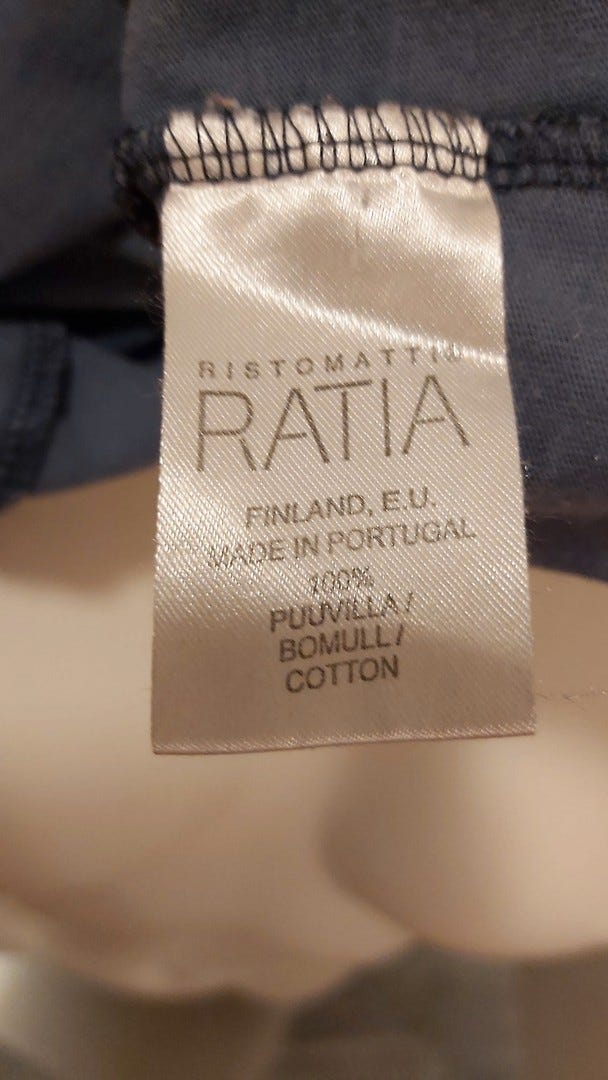 RISTOMATTI
RATIA
FINLAND, E.U.
MADE IN PORTUGAL
100%
PUUVILLA/
BOMULL/
COTTON